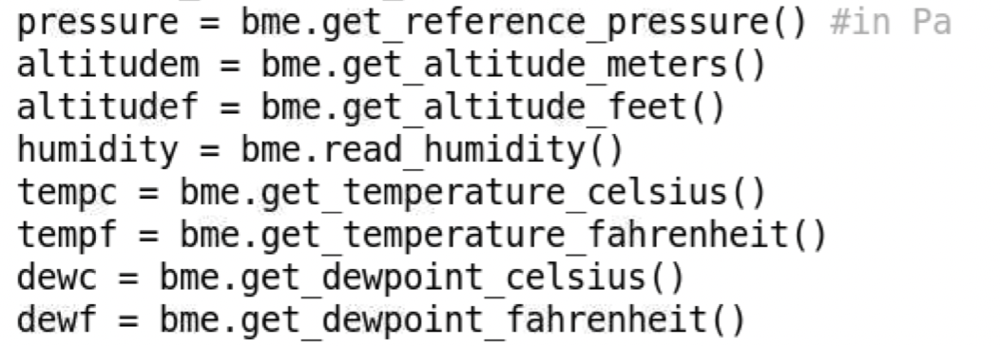 pressure = bme.get_reference_pressure() #in Pa
altitudem = bme.get_altitude_meters()
altitudef = bme.get_altitude_feet()
humidity = bme.read_humidity()
tempc = bme.get_temperature_celsius()
tempf = bme.get_temperature_fahrenheit()
dewc = bme.get_dewpoint_celsius()
dewf = bme.get_dewpoint_fahrenheit()